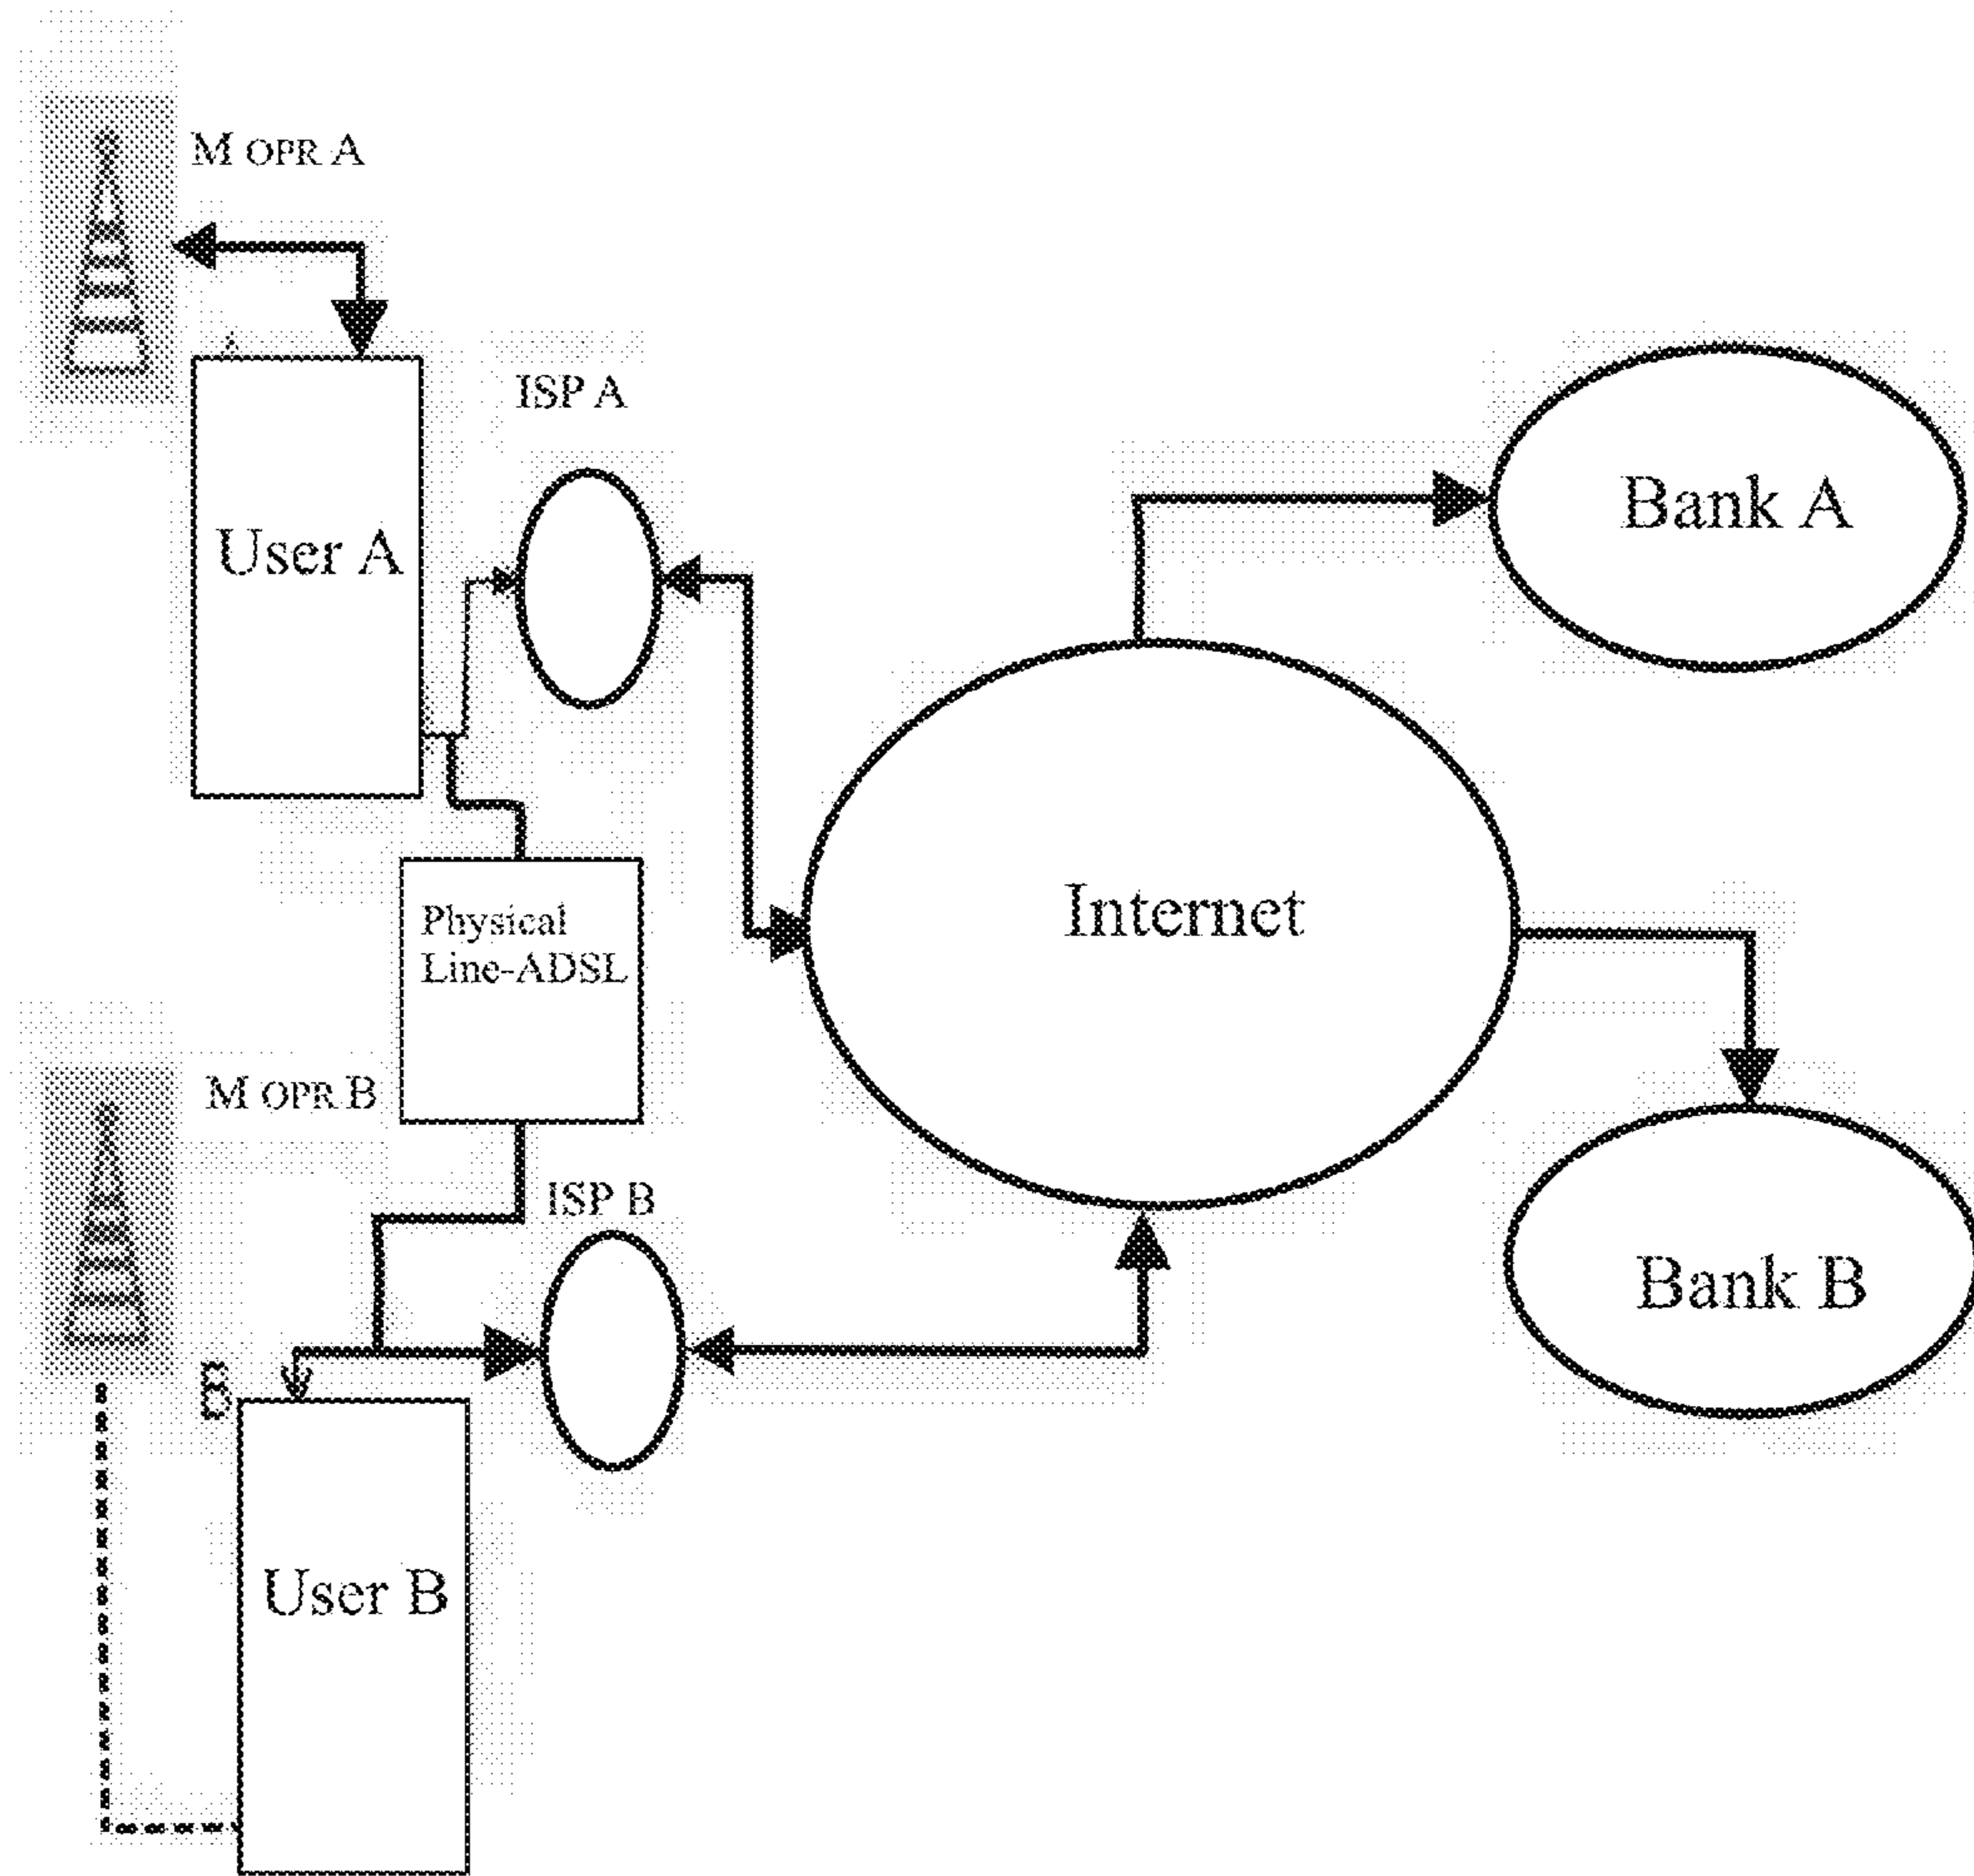 M OPR A
ISP A
User A
Bank A
Physical
Line-ADSL
Internet
M OPR B
ISP B
Bank B
User B